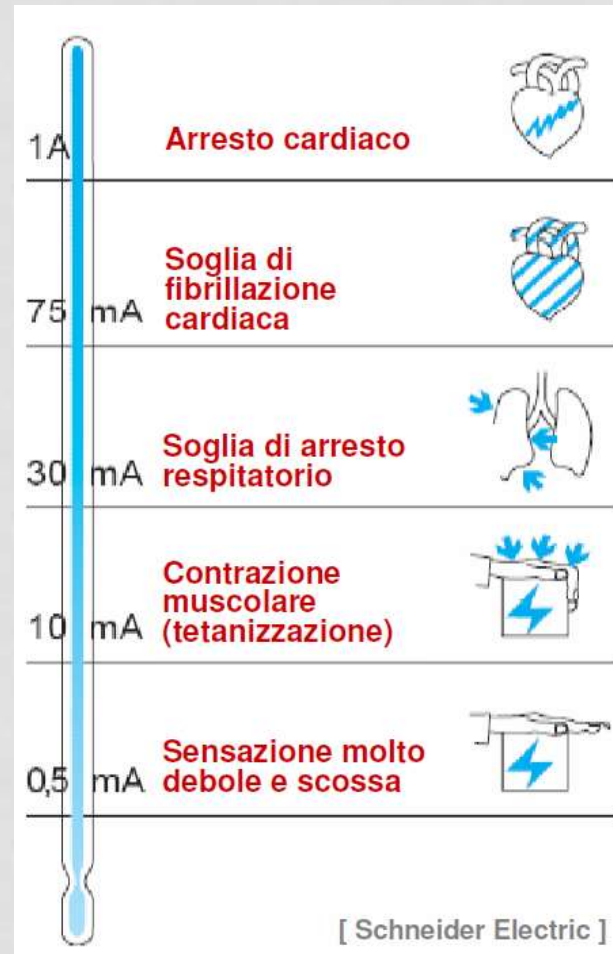 1A Arresto cardiaco
Soglia di
fibrillazione
75 mA cardiaca
Soglia di arresto
30 mA respitatorio
Contrazione
muscolare
10 mA (tetanizzazione)
Sensazione molto
0,5 mA debole e scossa
[ Schneider Electric ]